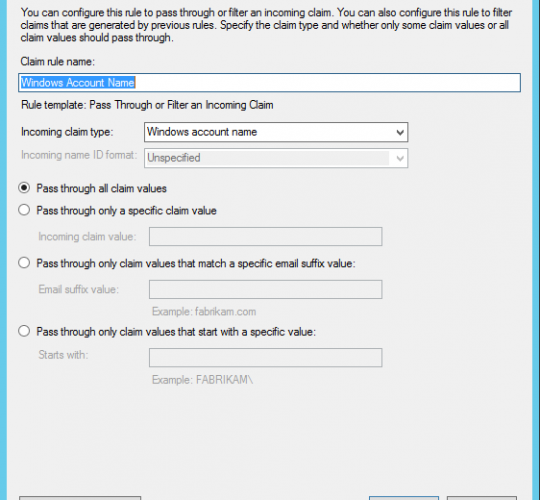 You can configure this rule to pass through or filter an incoming claim. You can also configure this rule to filter
claims that are generated by previous rules. Specify the claim type and whether only some claim values or all
claim values should pass through.
Claim rule name:
Windows Account Name
Rule template: Pass Through or Filter an Incoming Claim
Incoming claim type:
Windows account name
Incoming name ID format:
Unspecified
Pass through all claim values
Pass through only a specific claim value
Incoming claim value:
Pass through only claim values that match a specific email suffix value:
Email suffix value:
Example: fabrikam.com
Pass through only claim values that start with a specific value:
Starts with:
Example: FABRIKAM\